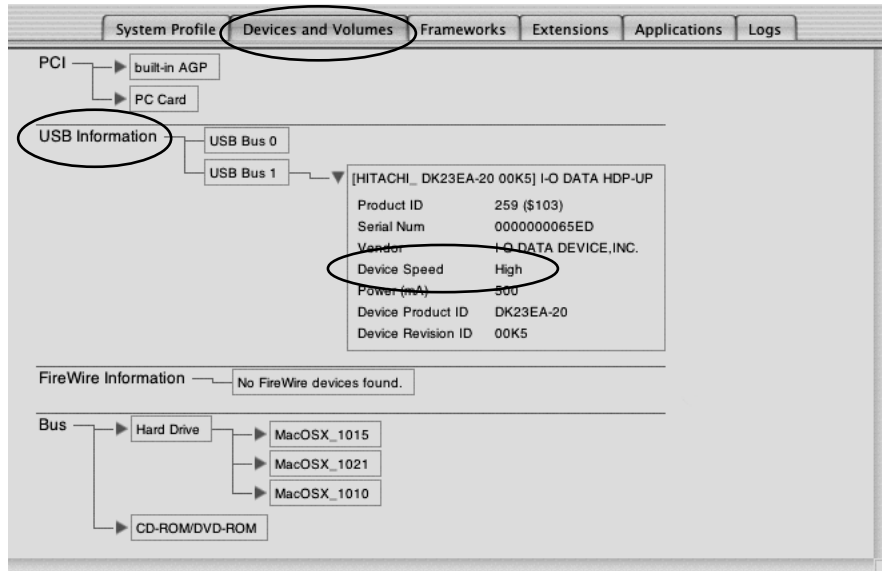 System Profile Devices and Volumes Frameworks Extensions Applications Logs
PCI built-in AGP
PC Card
USB Information USB Bus 0
USB Bus 1 [HITACHI_ DK23EA-20 00K5] I-O DATA HDP-UP
Product ID 259 ($103)
Serial Num 0000000065ED
Vendor I-O DATA DEVICE,INC.
Device Speed High
Power (mA) 500
Device Product ID DK23EA-20
Device Revision ID 00K5
FireWire Information No FireWire devices found.
Bus Hard Drive MacOSX_1015
MacOSX_1021
MacOSX_1010
CD-ROM/DVD-ROM